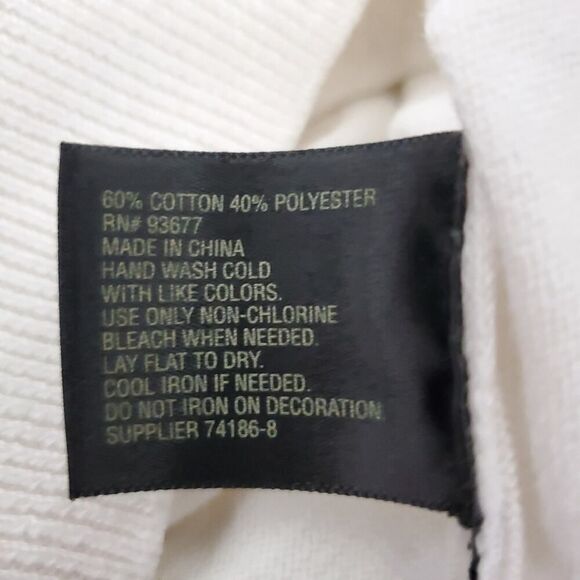 60% COTTON 40% POLYESTER
RN# 93677
MADE IN CHINA
HAND WASH COLD
WITH LIKE COLORS.
USE ONLY NON-CHLORINE
BLEACH WHEN NEEDED.
LAY FLAT TO DRY.
COOL IRON IF NEEDED.
DO NOT IRON ON DECORATION.
SUPPLIER 74186-8